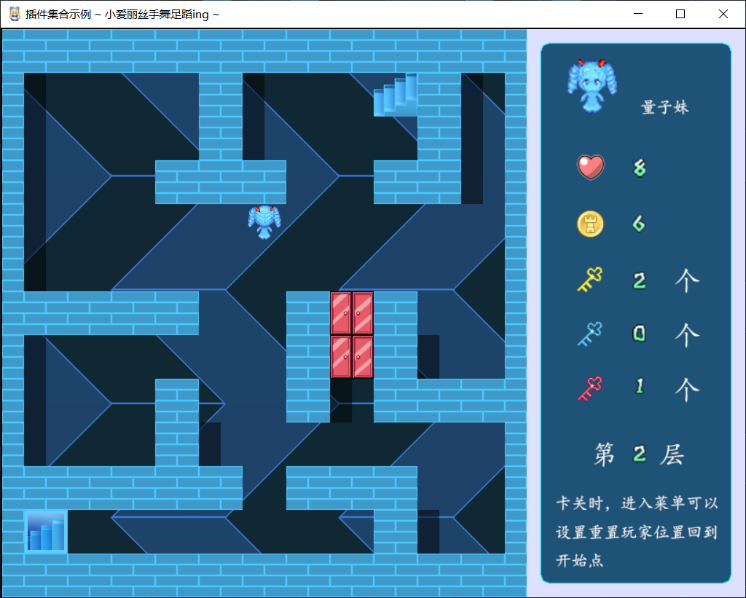 插件集合示例 ~ 小爱丽丝手舞足蹈ing ~
量子妹
8
6
2 个
0 个
1 个
第 2 层
卡关时，进入菜单可以
设置重置玩家位置回到
开始点